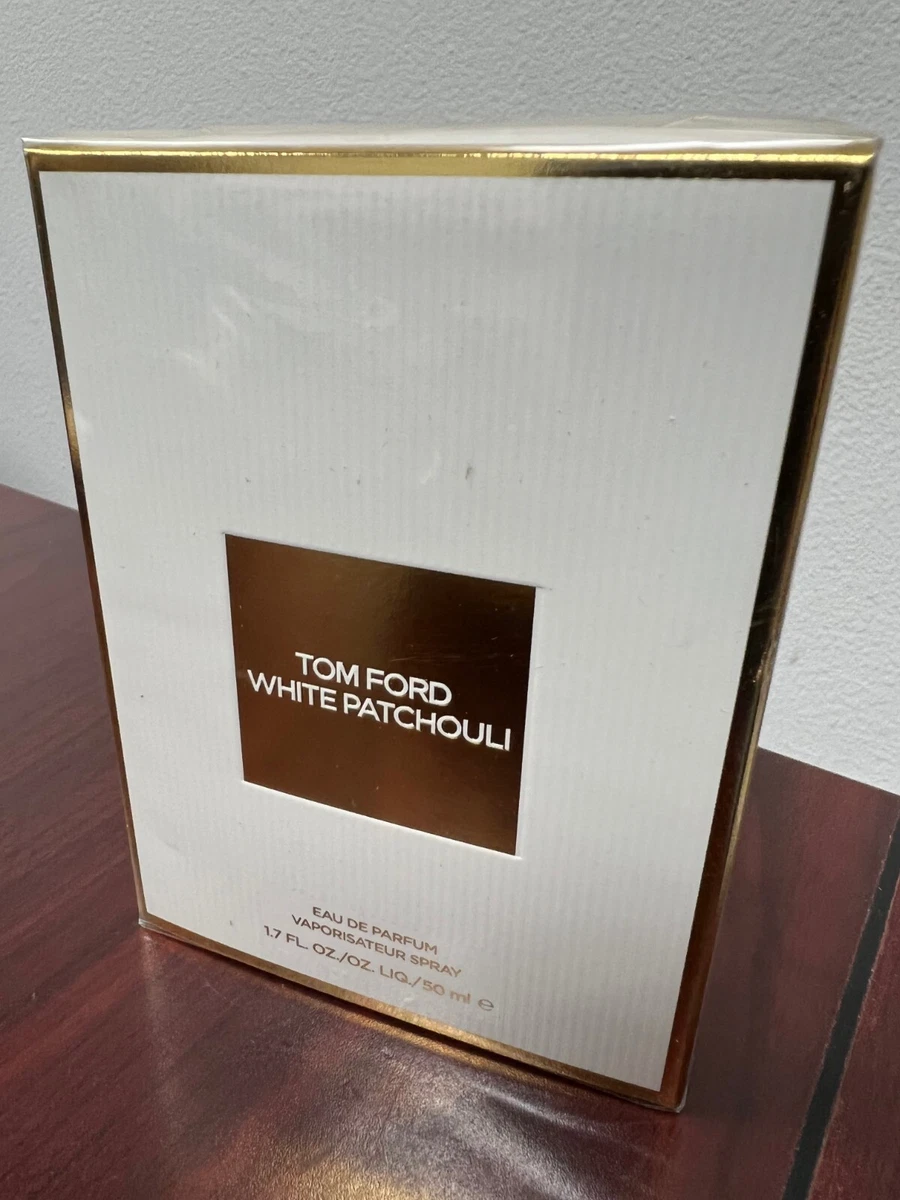 TOM FORD
WHITE PATCHOULI
EAU DE PARFUM
VAPORISATEUR SPRAY
1.7 FL. OZ./OZ. LIQ./50 ml ℮